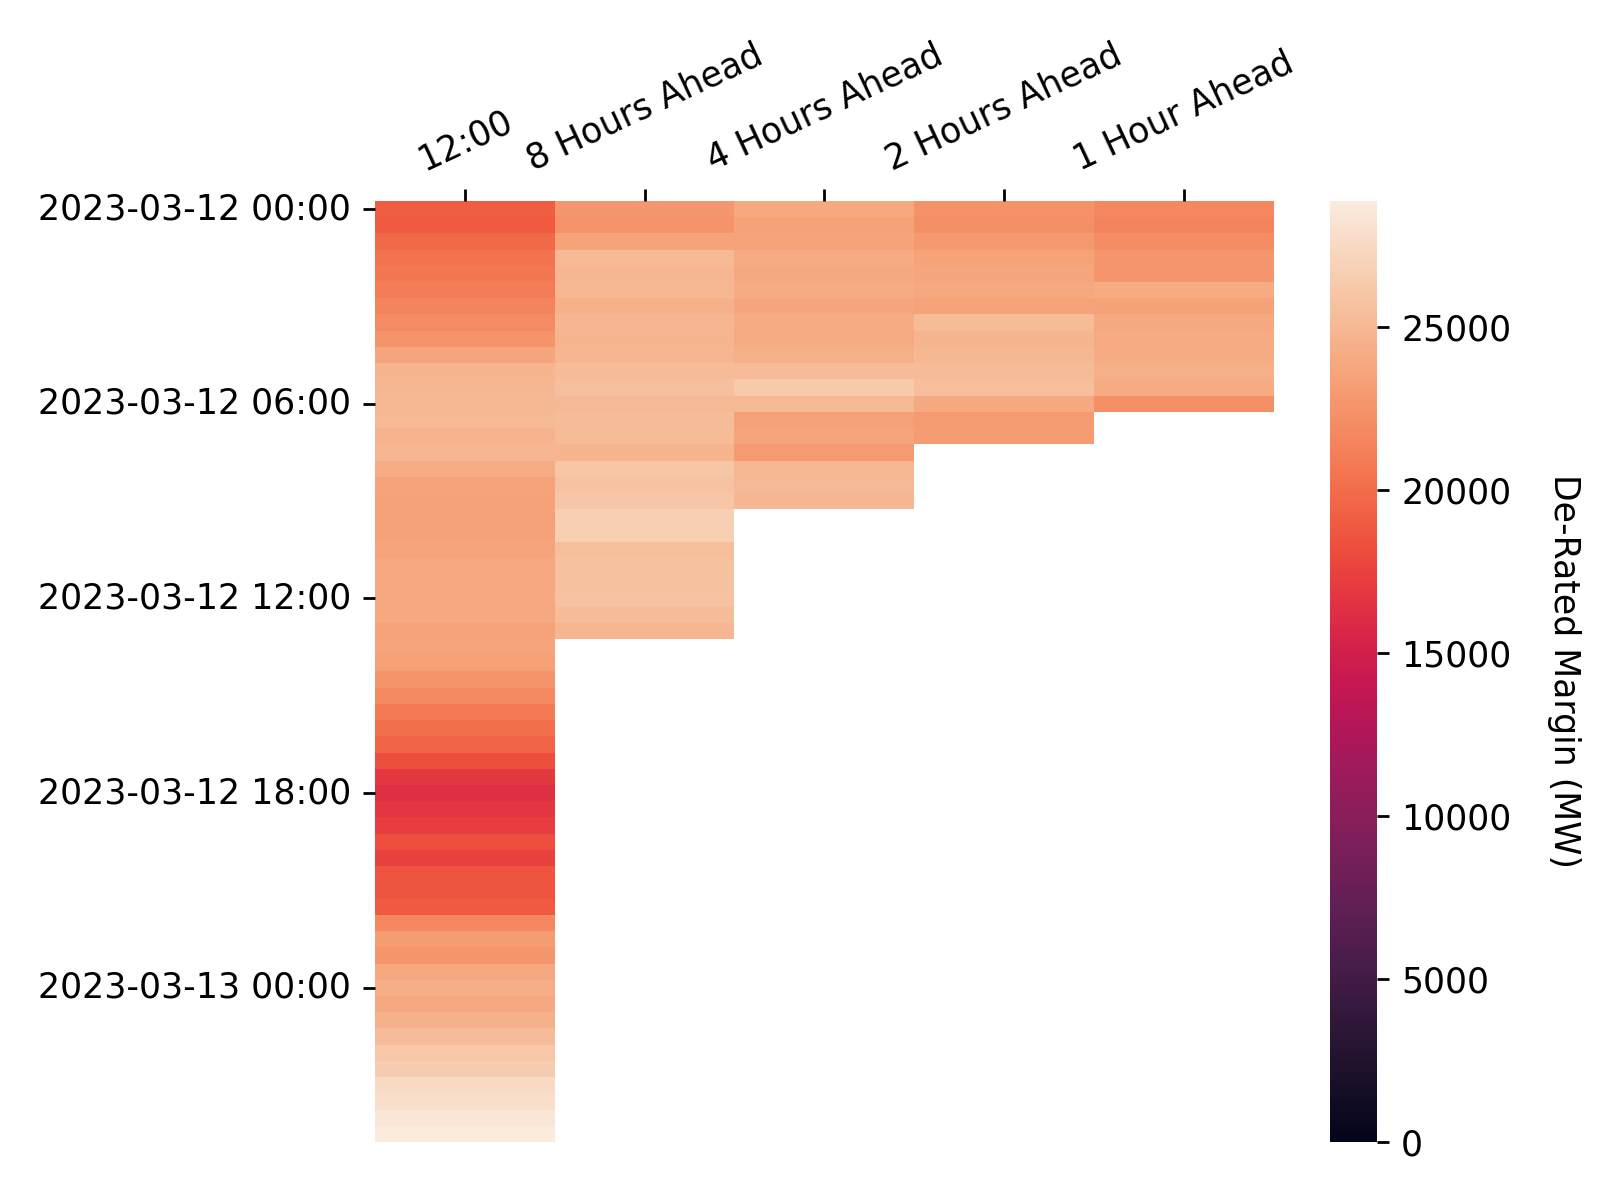 12:00
8 Hours Ahead
4 Hours Ahead
2 Hours Ahead
1 Hour Ahead
2023-03-12 00:00
2023-03-12 06:00
2023-03-12 12:00
2023-03-12 18:00
2023-03-13 00:00
25000
20000
15000
10000
5000
0
De-Rated Margin (MW)